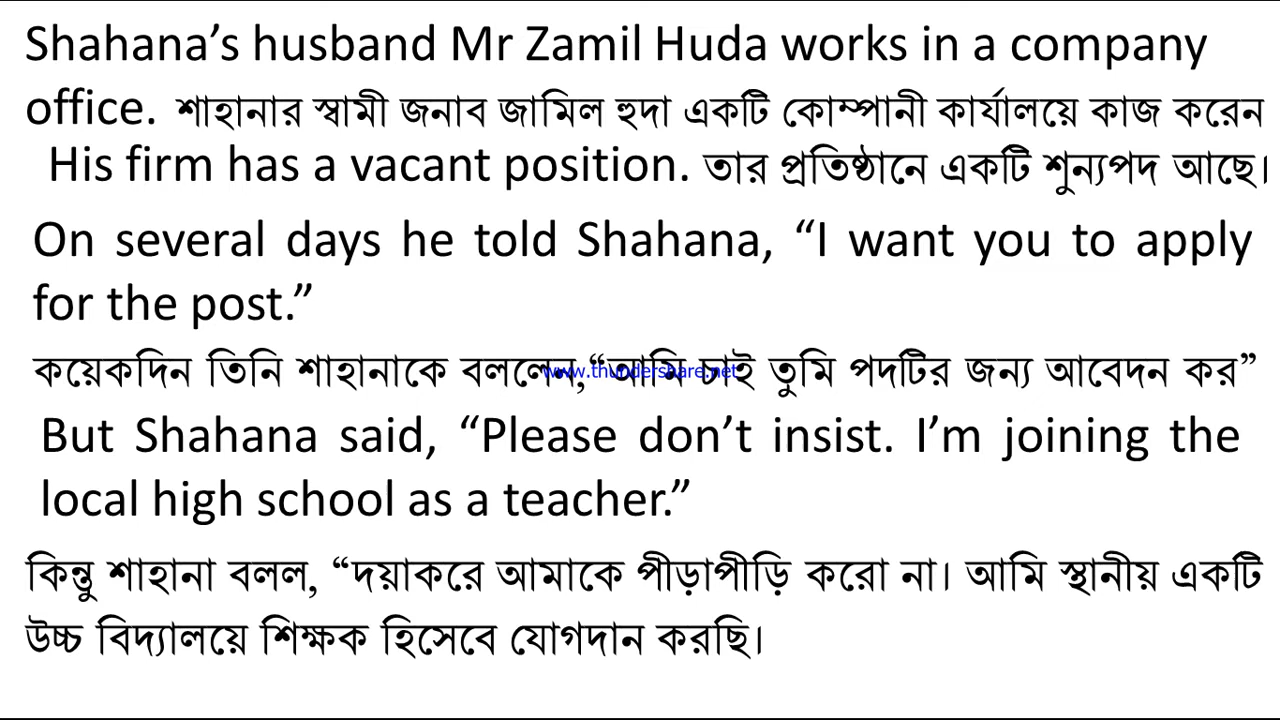 Shahana’s husband Mr Zamil Huda works in a company
office. শাহানার স্বামী জনাব জামিল হুদা একটি কোম্পানী কার্যালয়ে কাজ করেন
His firm has a vacant position. তার প্রতিষ্ঠানে একটি শুন্যপদ আছে।
On several days he told Shahana, “I want you to apply
for the post.”
কয়েকদিন তিনি শাহানাকে বললেন,“আমি চাই তুমি পদটির জন্য আবেদন কর”
www.thundershare.net
But Shahana said, “Please don’t insist. I’m joining the
local high school as a teacher.”
কিন্তু শাহানা বলল, “দয়াকরে আমাকে পীড়াপীড়ি করো না। আমি স্থানীয় একটি
উচ্চ বিদ্যালয়ে শিক্ষক হিসেবে যোগদান করছি।